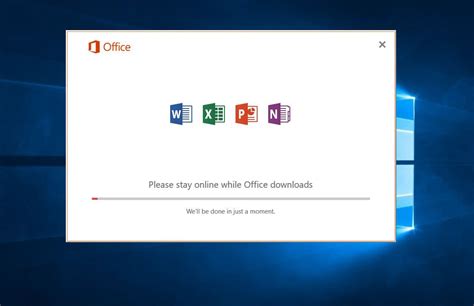 Office
W X P N
Please stay online while Office downloads
We'll be done in just a moment.